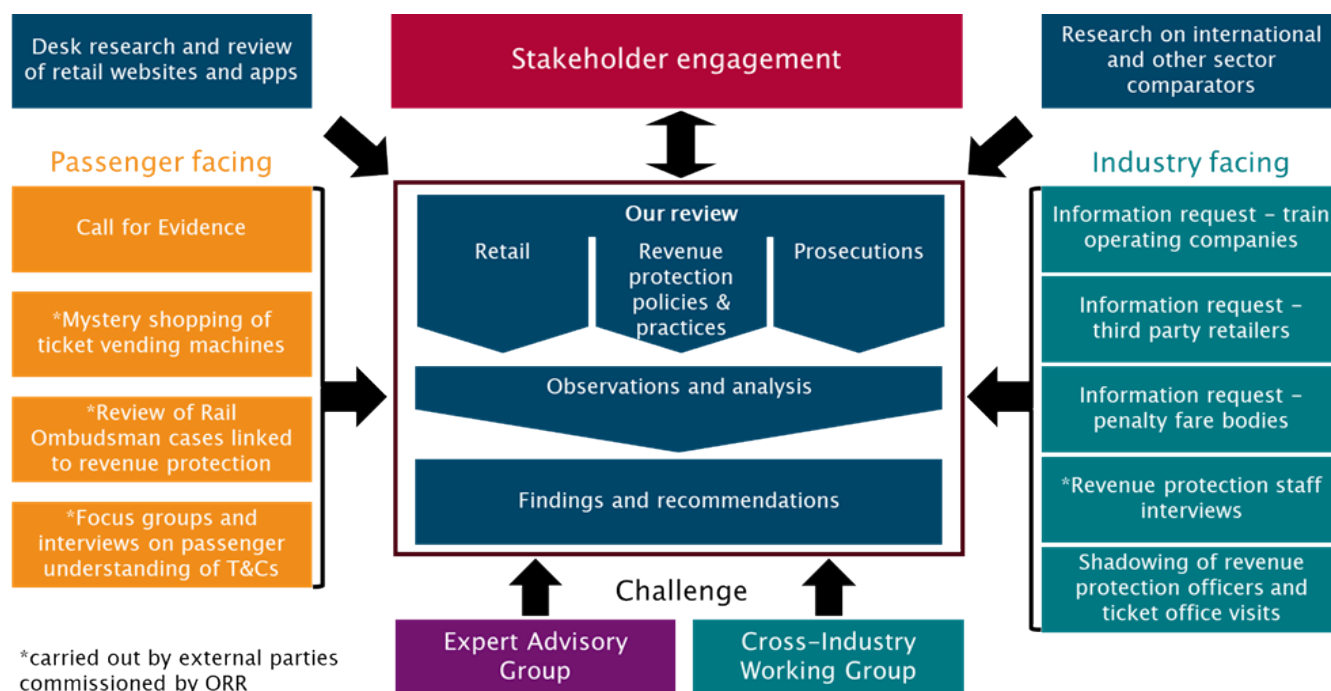 Desk research and review
of retail websites and apps
Stakeholder engagement
Research on international
and other sector
comparators
Passenger facing
Call for Evidence
*Mystery shopping of
ticket vending machines
*Review of Rail
Ombudsman cases linked
to revenue protection
*Focus groups and
interviews on passenger
understanding of T&Cs
Our review
Retail
Revenue
protection
policies &
practices
Prosecutions
Observations and analysis
Findings and recommendations
Industry facing
Information request – train
operating companies
Information request –
third party retailers
Information request –
penalty fare bodies
*Revenue protection staff
interviews
Shadowing of revenue
protection officers and
ticket office visits
Challenge
Expert Advisory
Group
Cross-Industry
Working Group
*carried out by external parties
commissioned by ORR